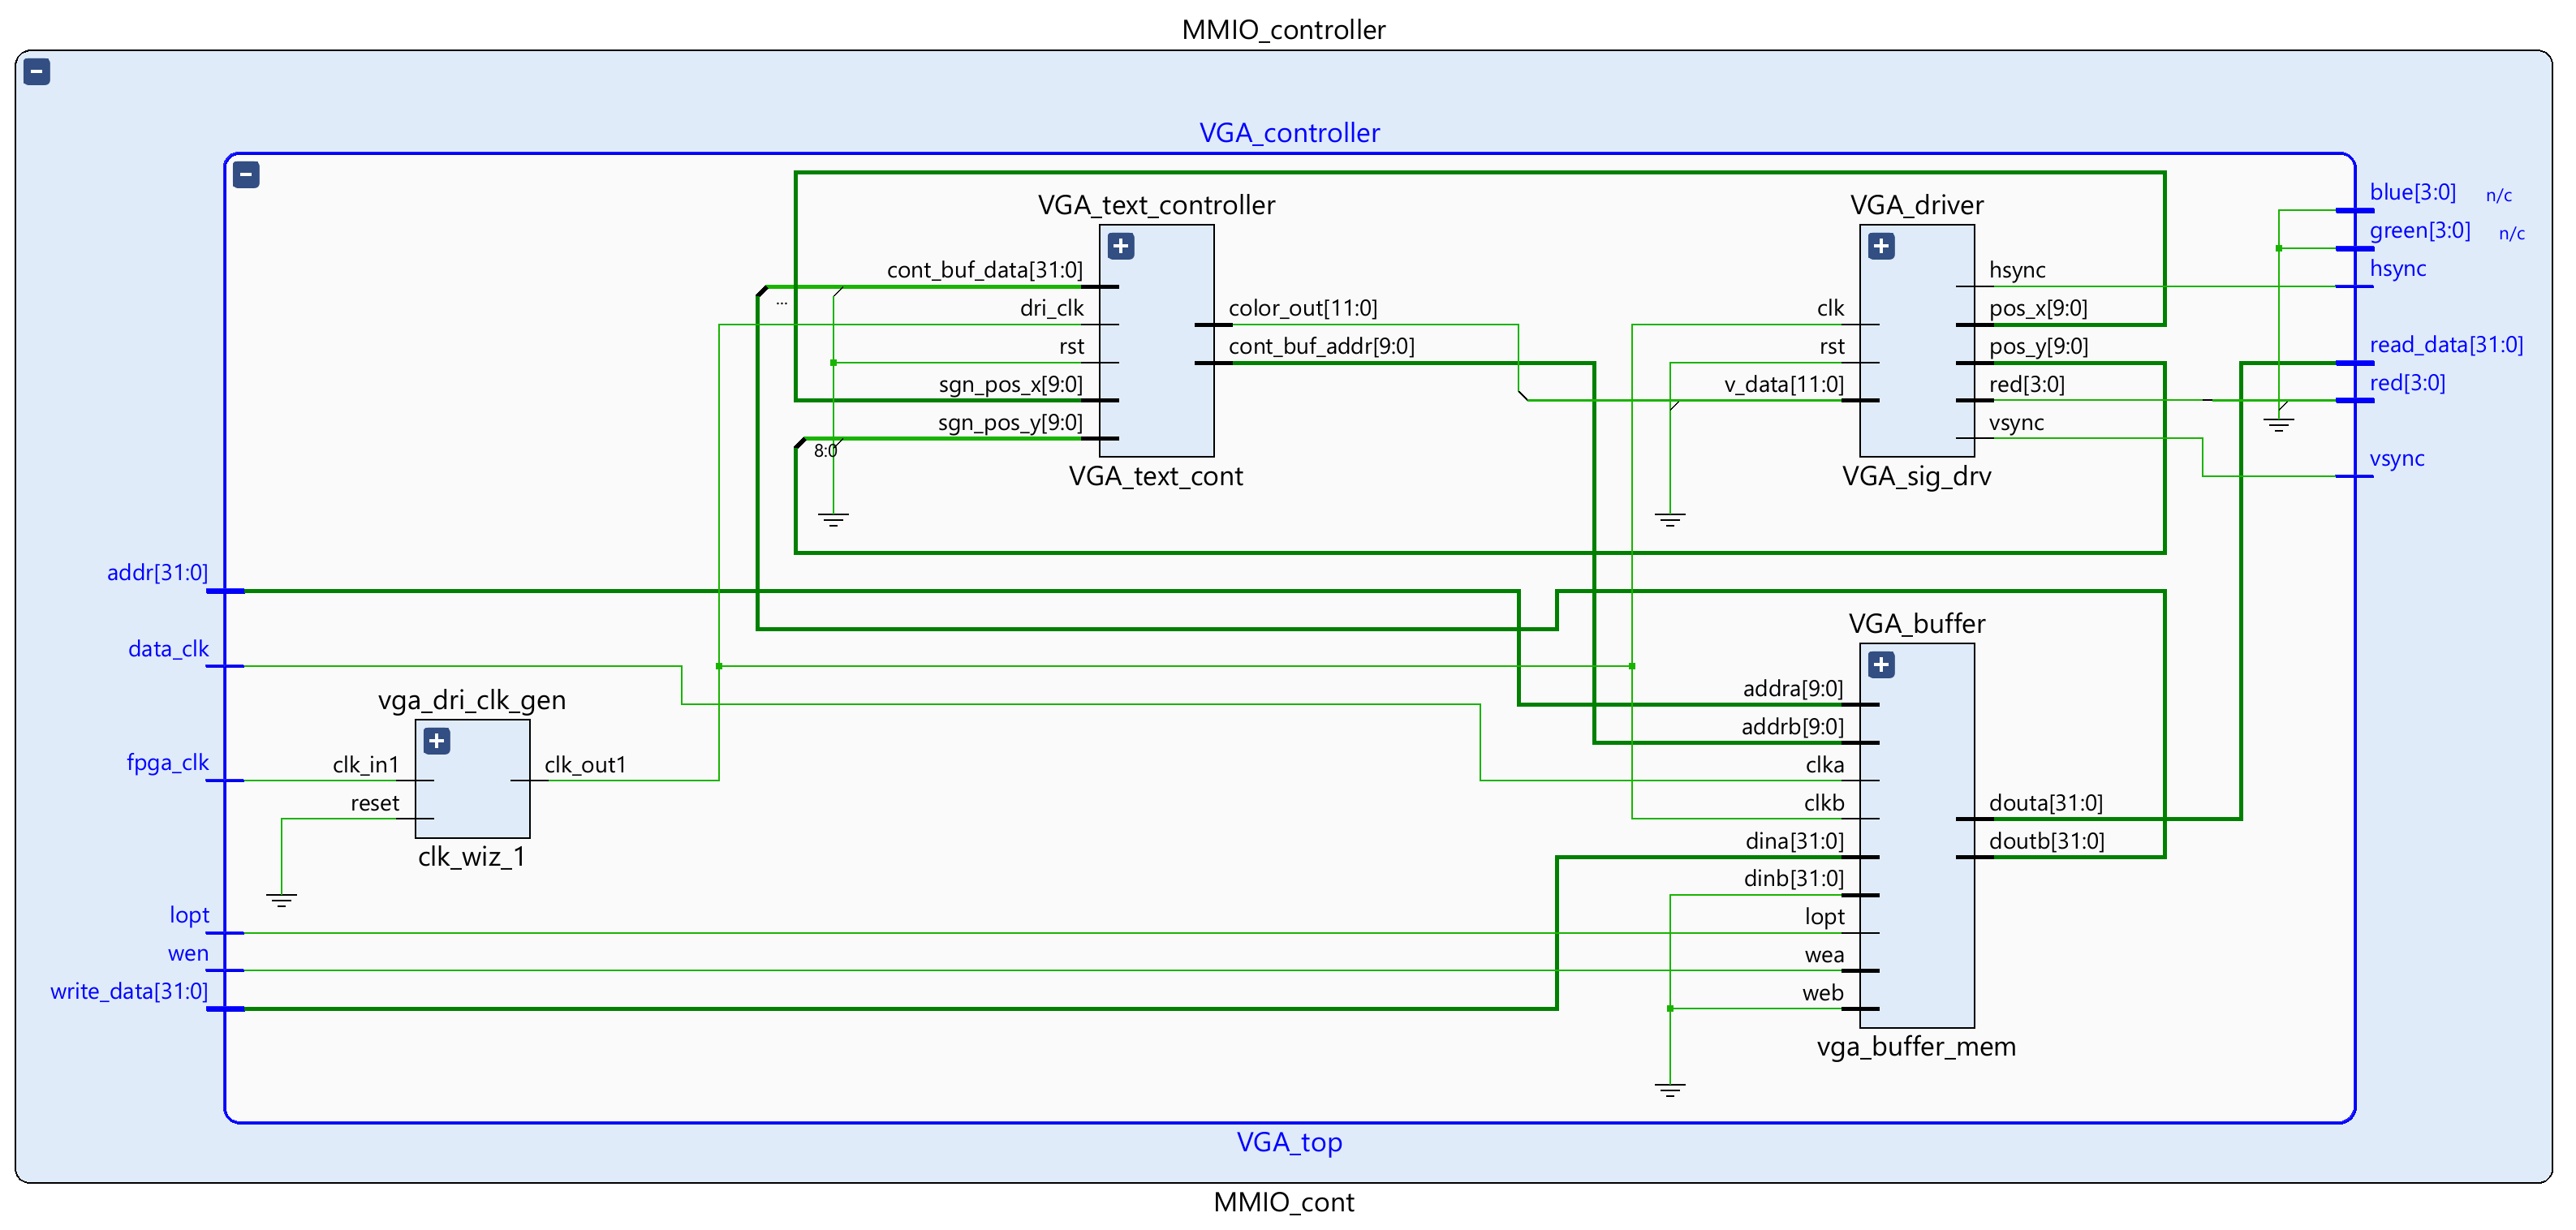 MMIO_controller
VGA_controller
VGA_text_controller
cont_buf_data[31:0]
...
dri_clk
rst
sgn_pos_x[9:0]
sgn_pos_y[9:0]
8:0
color_out[11:0]
cont_buf_addr[9:0]
VGA_text_cont
VGA_driver
clk
rst
v_data[11:0]
hsync
pos_x[9:0]
pos_y[9:0]
red[3:0]
vsync
VGA_sig_drv
blue[3:0] n/c
green[3:0] n/c
hsync
read_data[31:0]
red[3:0]
vsync
addr[31:0]
data_clk
fpga_clk
lopt
wen
write_data[31:0]
vga_dri_clk_gen
clk_in1
reset
clk_out1
clk_wiz_1
VGA_buffer
addra[9:0]
addrb[9:0]
clka
clkb
dina[31:0]
dinb[31:0]
lopt
wea
web
douta[31:0]
doutb[31:0]
vga_buffer_mem
VGA_top
MMIO_cont